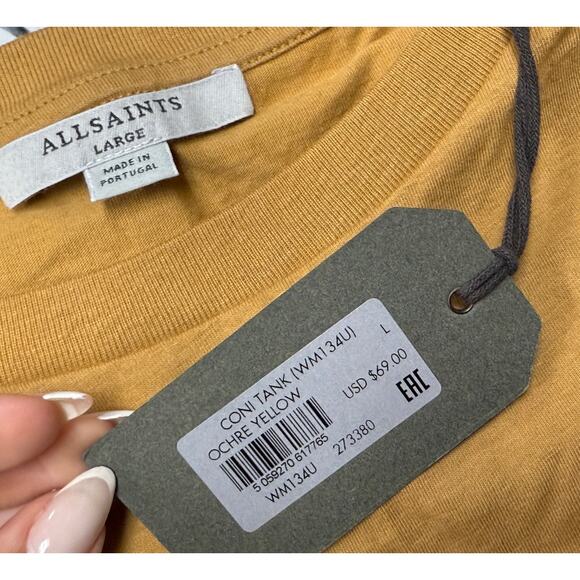 ALLSAINTS
LARGE
MADE IN
PORTUGAL
CONI TANK (WM134U) L
OCHRE YELLOW
USD $69.00
5 059270 617765
WM134U 273380
EAC